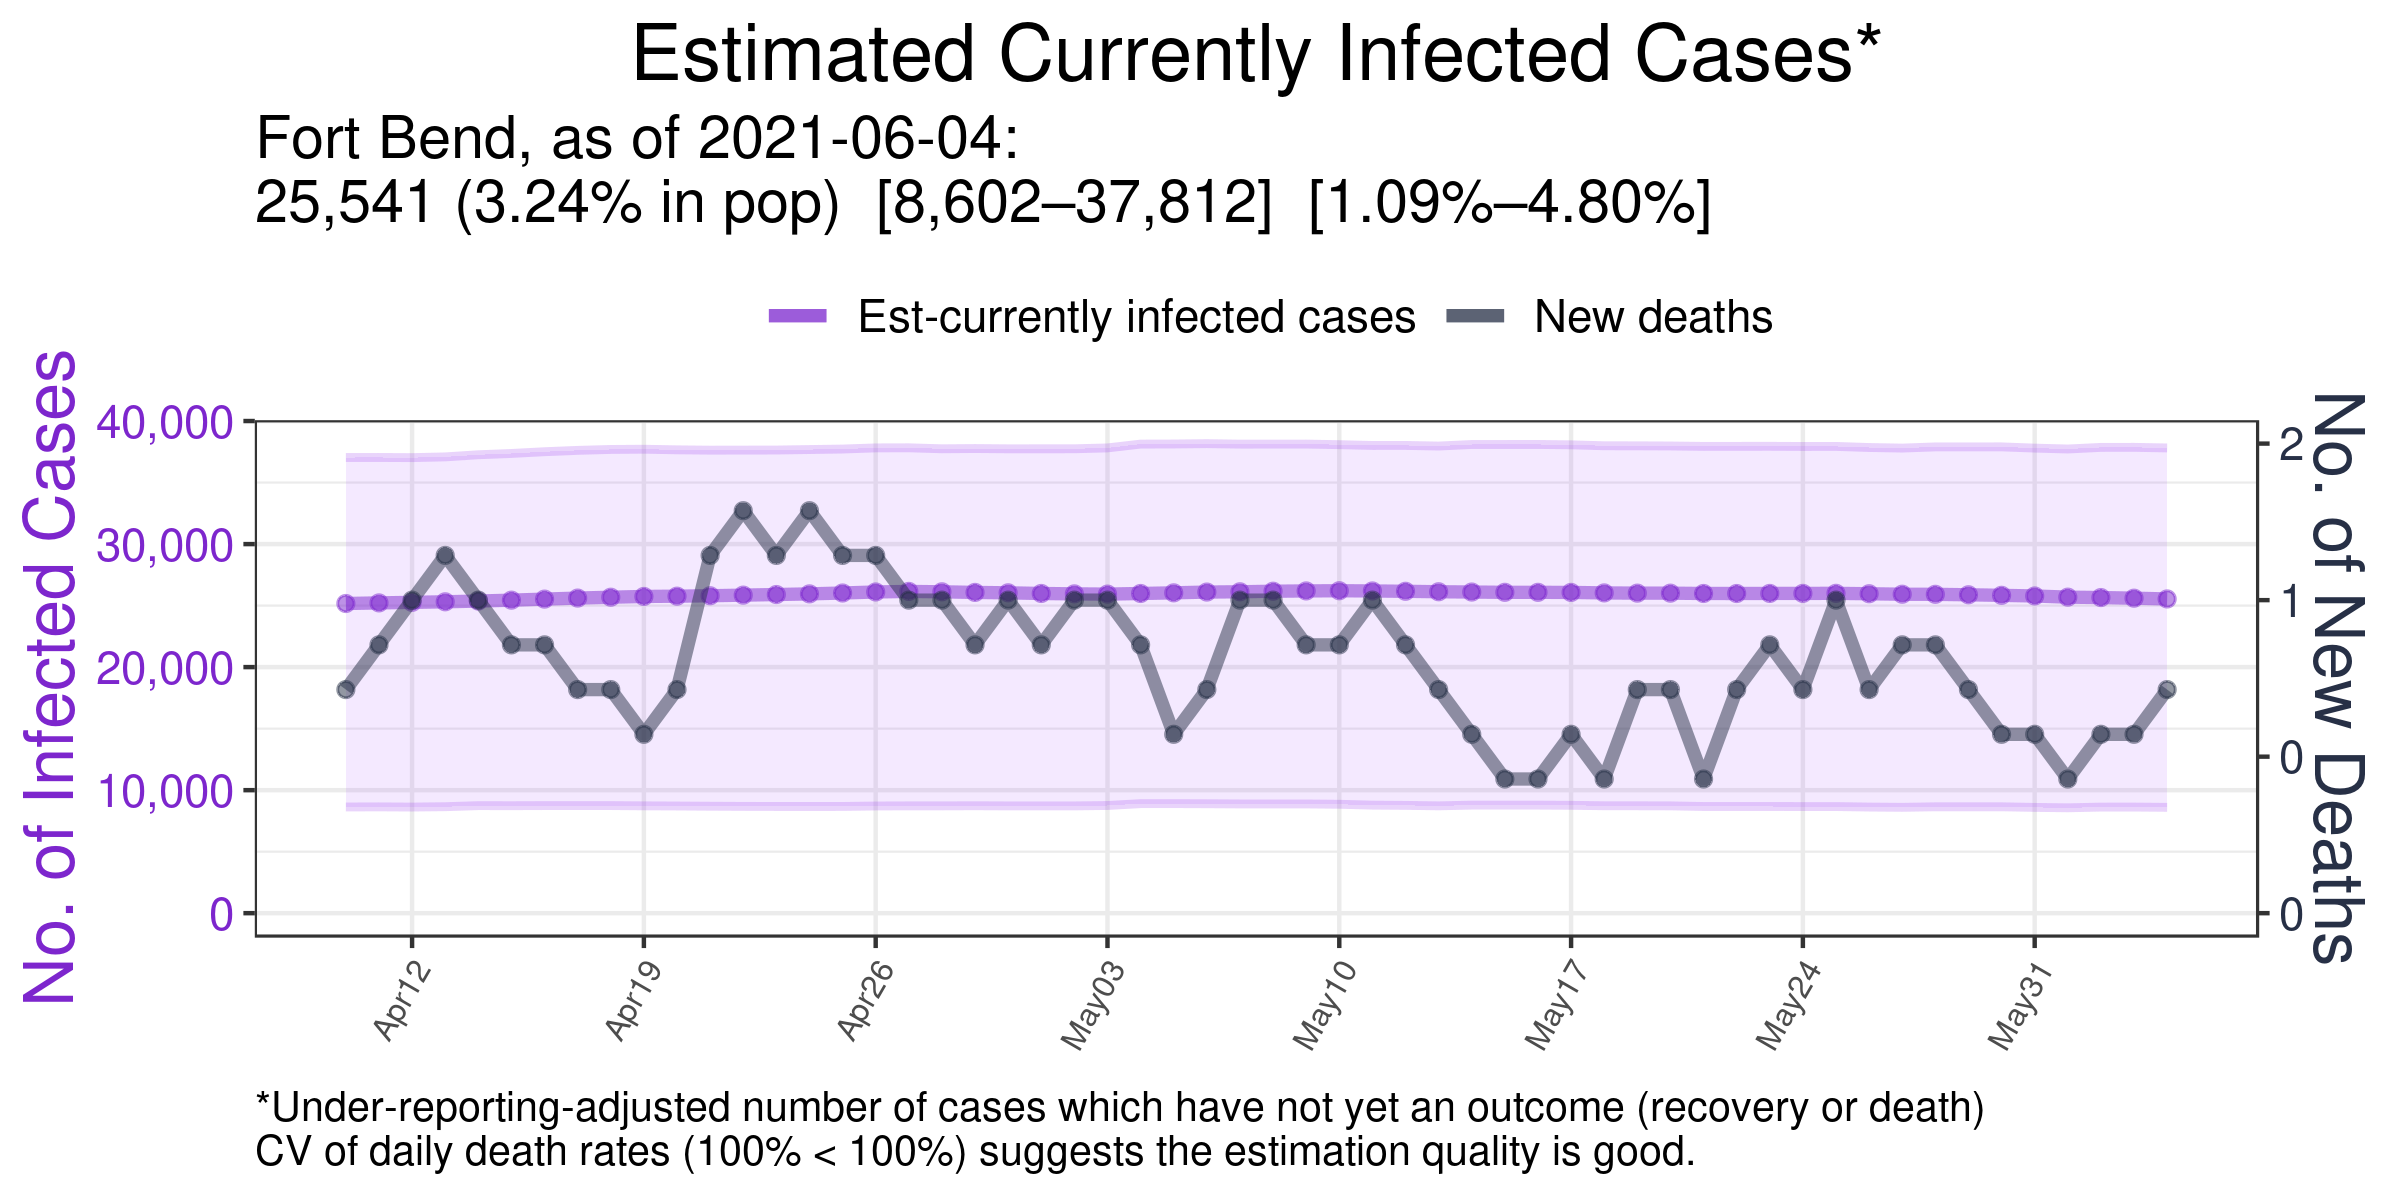 Estimated Currently Infected Cases*
Fort Bend, as of 2021-06-04:
25,541 (3.24% in pop)  [8,602–37,812]  [1.09%–4.80%]
Est-currently infected cases
New deaths
No. of Infected Cases
40,000
30,000
20,000
10,000
0
2
1
0
0
No. of New Deaths
Apr12
Apr19
Apr26
May03
May10
May17
May24
May31
*Under-reporting-adjusted number of cases which have not yet an outcome (recovery or death)
CV of daily death rates (100% < 100%) suggests the estimation quality is good.